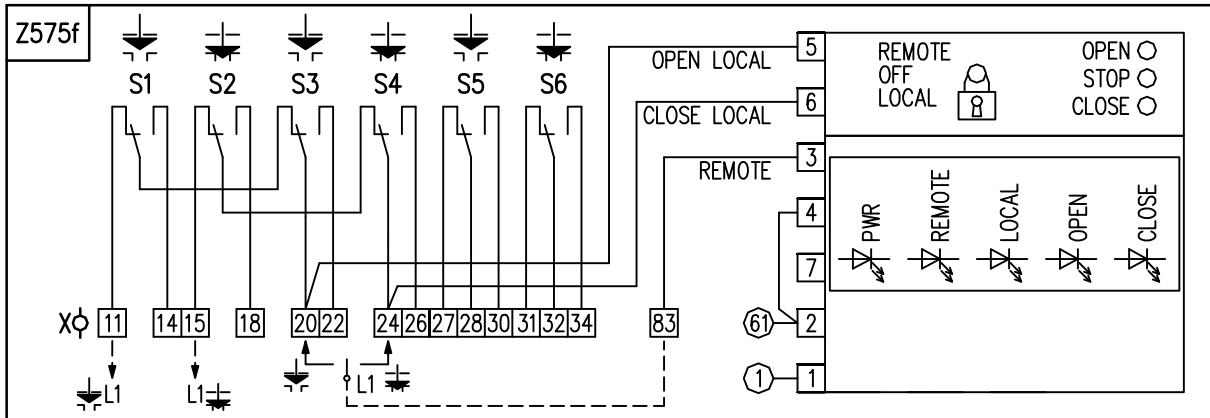 Z575f
S1 S2 S3 S4 S5 S6
OPEN LOCAL 5
CLOSE LOCAL 6
REMOTE 3
4
7
61 2
1 1
REMOTE OPEN
OFF STOP
LOCAL CLOSE
PWR REMOTE LOCAL OPEN CLOSE
X 11 14 15 18 20 22 24 26 27 28 30 31 32 34 83
L1 L1 L1